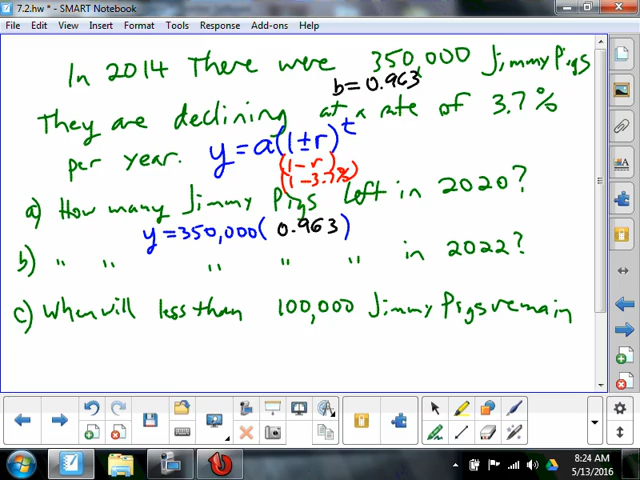 7.2.hw * - SMART Notebook
File Edit View Insert Format Tools Response Add-ons Help
In 2014 There were 350,000 Jimmy Pigs
b = 0.963
They are declining at a rate of 3.7%
per year. y = a(1±r)^t
(1-r)
(1-3.7%)
a) How many Jimmy Pigs left in 2020?
y = 350,000(0.963)
b) " " " " " in 2022?
c) When will less than 100,000 Jimmy Pigs remain
8:24 AM
5/13/2016